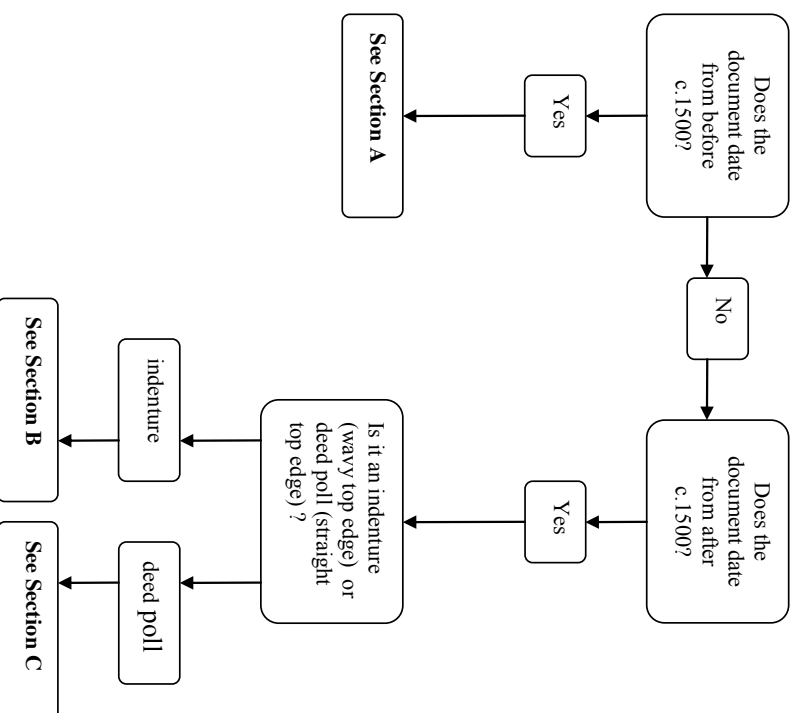 Does the
document date
from before
c.1500?
Yes
See Section A
No
Does the
document date
from after
c.1500?
Yes
Is it an indenture
(wavy top edge)  or
deed poll (straight
top edge) ?
indenture
See Section B
deed poll
See Section C